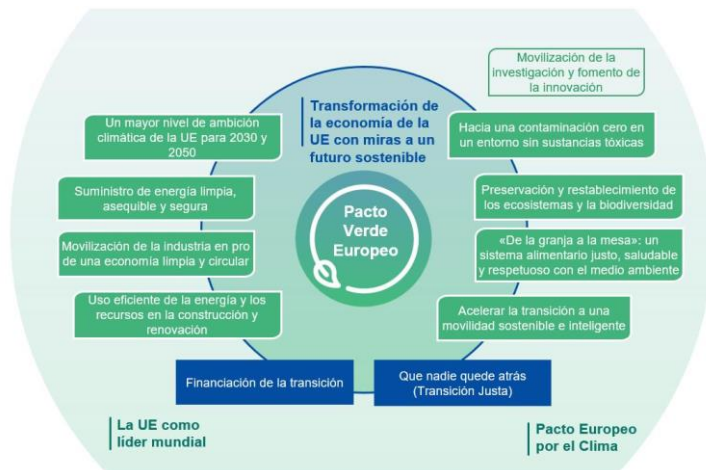 Movilización de la
investigación y fomento de
la innovación
Transformación de
la economía de la
UE con miras a un
futuro sostenible
Un mayor nivel de ambición
climática de la UE para 2030 y
2050
Hacia una contaminación cero en
un entorno sin sustancias tóxicas
Suministro de energía limpia,
asequible y segura
Preservación y restablecimiento de
los ecosistemas y la biodiversidad
Pacto
Verde
Europeo
Movilización de la industria en pro
de una economía limpia y circular
«De la granja a la mesa»: un
sistema alimentario justo, saludable
y respetuoso con el medio ambiente
Uso eficiente de la energía y los
recursos en la construcción y
renovación
Acelerar la transición a una
movilidad sostenible e inteligente
Financiación de la transición
Que nadie quede atrás
(Transición Justa)
La UE como
líder mundial
Pacto Europeo
por el Clima